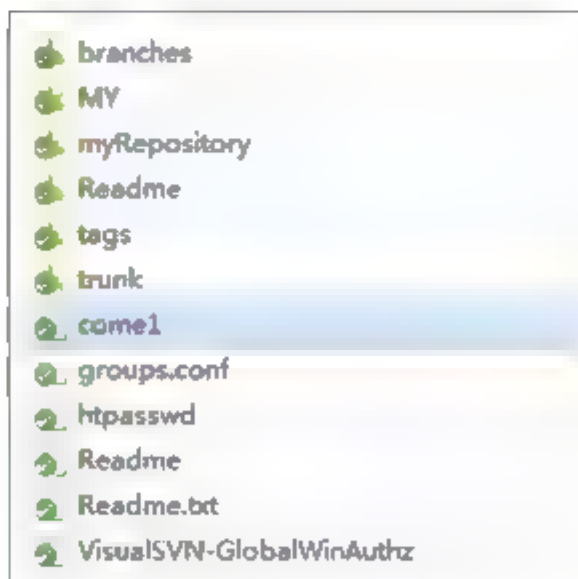 branches
MY
myRepository
Readme
tags
trunk
come1
groups.conf
htpasswd
Readme
Readme.txt
VisualSVN-GlobalWinAuthz